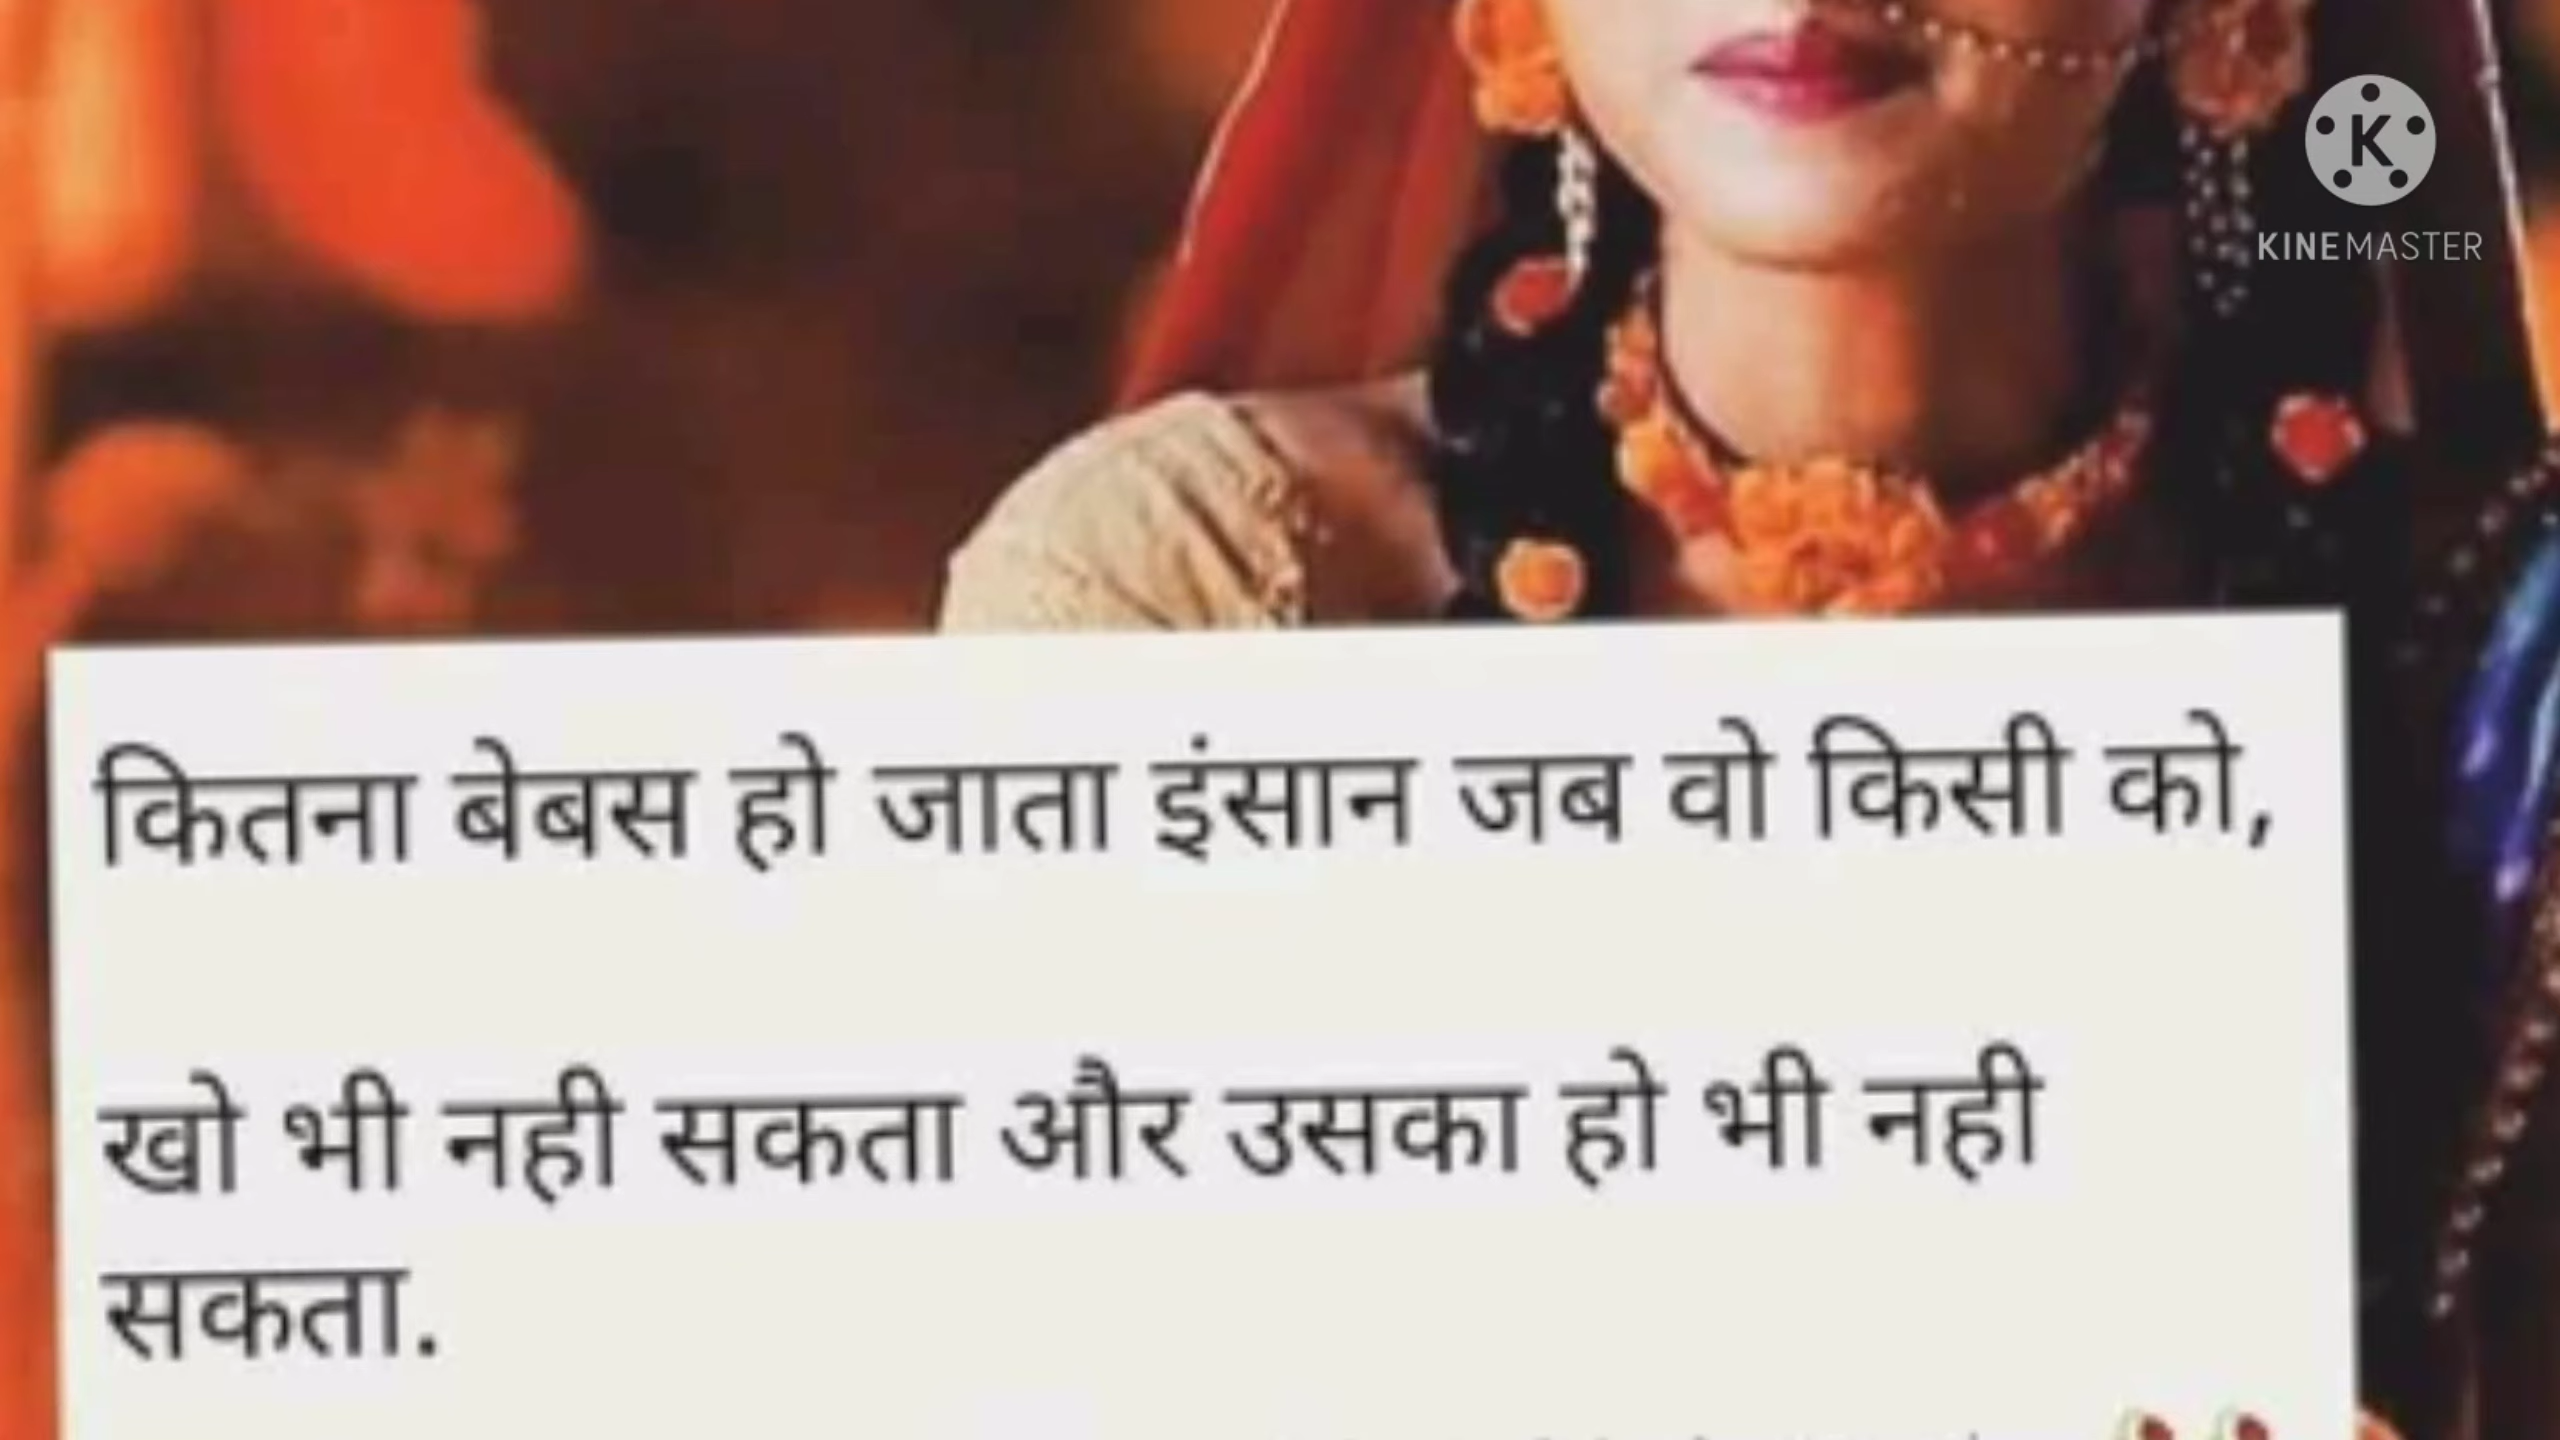 KINEMASTER
कितना बेबस हो जाता इंसान जब वो किसी को,
खो भी नही सकता और उसका हो भी नही
सकता.